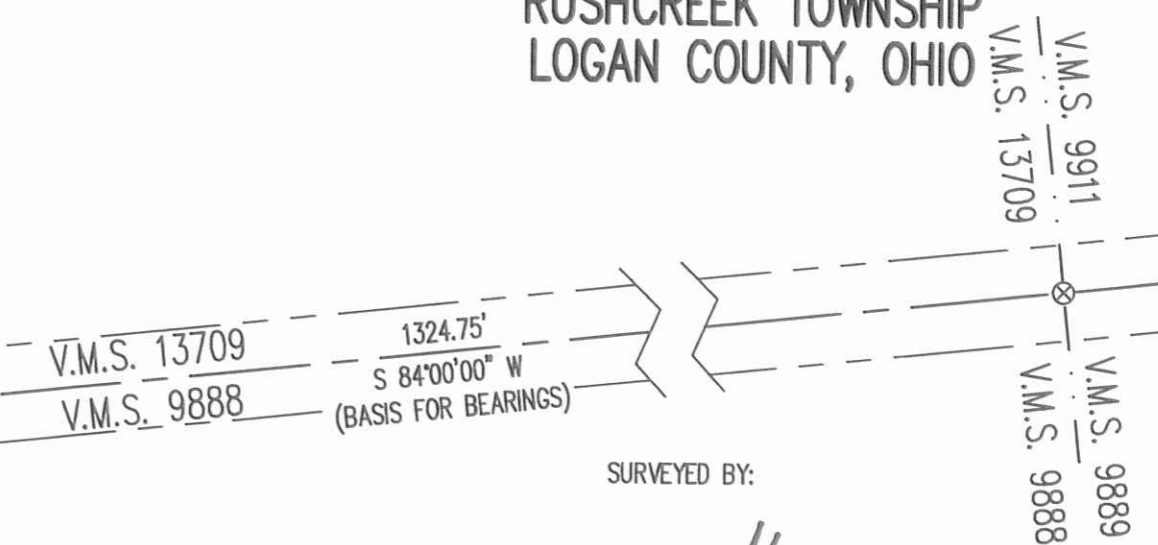 RUSHCREEK TOWNSHIP
LOGAN COUNTY, OHIO
V.M.S. 9911
V.M.S. 13709
V.M.S. 13709
V.M.S. 9888
1324.75'
S 84°00'00" W
(BASIS FOR BEARINGS)
V.M.S. 9889
V.M.S. 9888
SURVEYED BY: